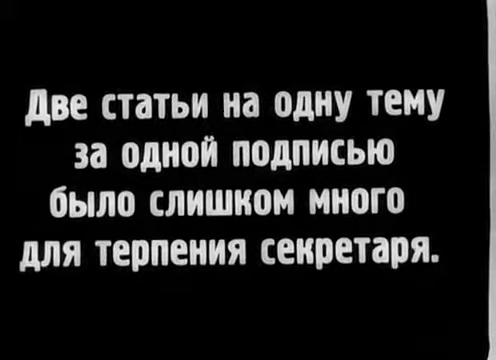 Две статьи на одну тему
за одной подписью
было слишком много
для терпения секретаря.